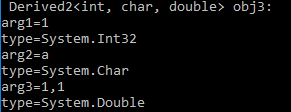 Derived2<int, char, double> obj3:
arg1=1
type=System.Int32
arg2=a
type=System.Char
arg3=1,1
type=System.Double